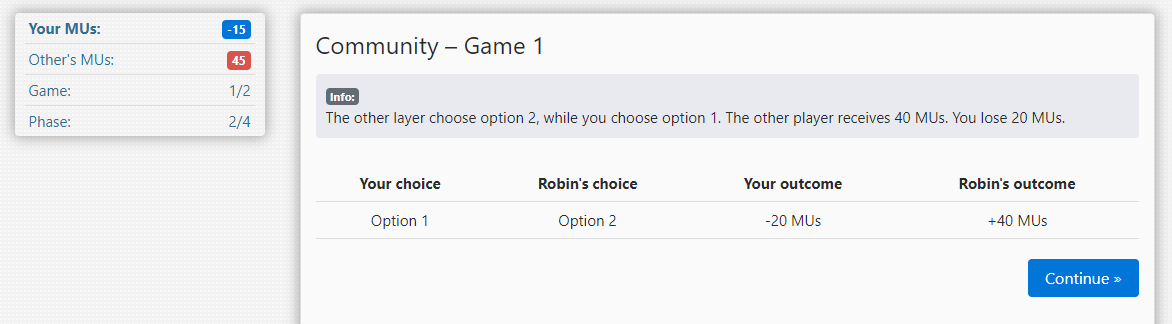 Your MUs: -15
Other's MUs: 45
Game: 1/2
Phase: 2/4
Community – Game 1
Info:
The other layer choose option 2, while you choose option 1. The other player receives 40 MUs. You lose 20 MUs.
Your choice Robin's choice Your outcome Robin's outcome
Option 1 Option 2 -20 MUs +40 MUs
Continue »